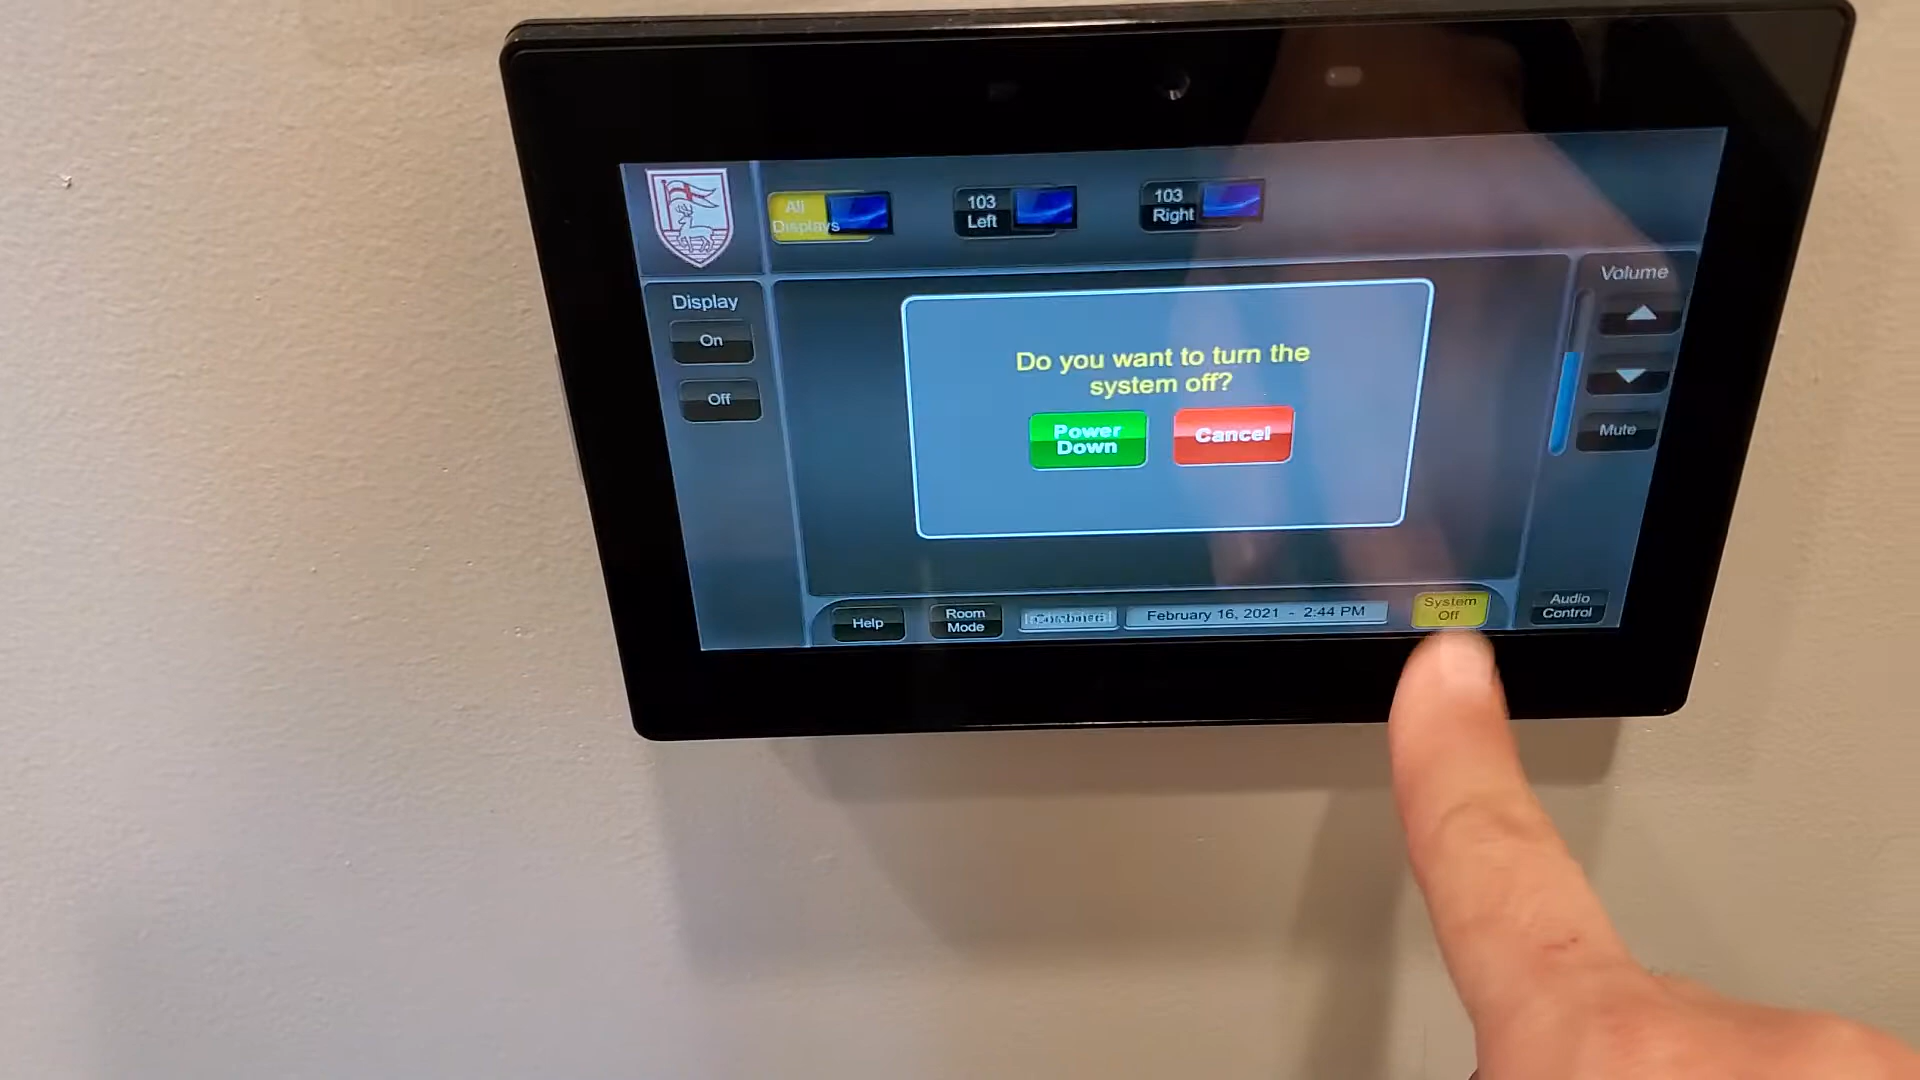 All
Displays
103
Left
103
Right
Display
On
Off
Volume
Mute
Do you want to turn the
system off?
Power
Down
Cancel
Help
Room
Mode
February 16, 2021 - 2:44 PM
System
Off
Audio
Control